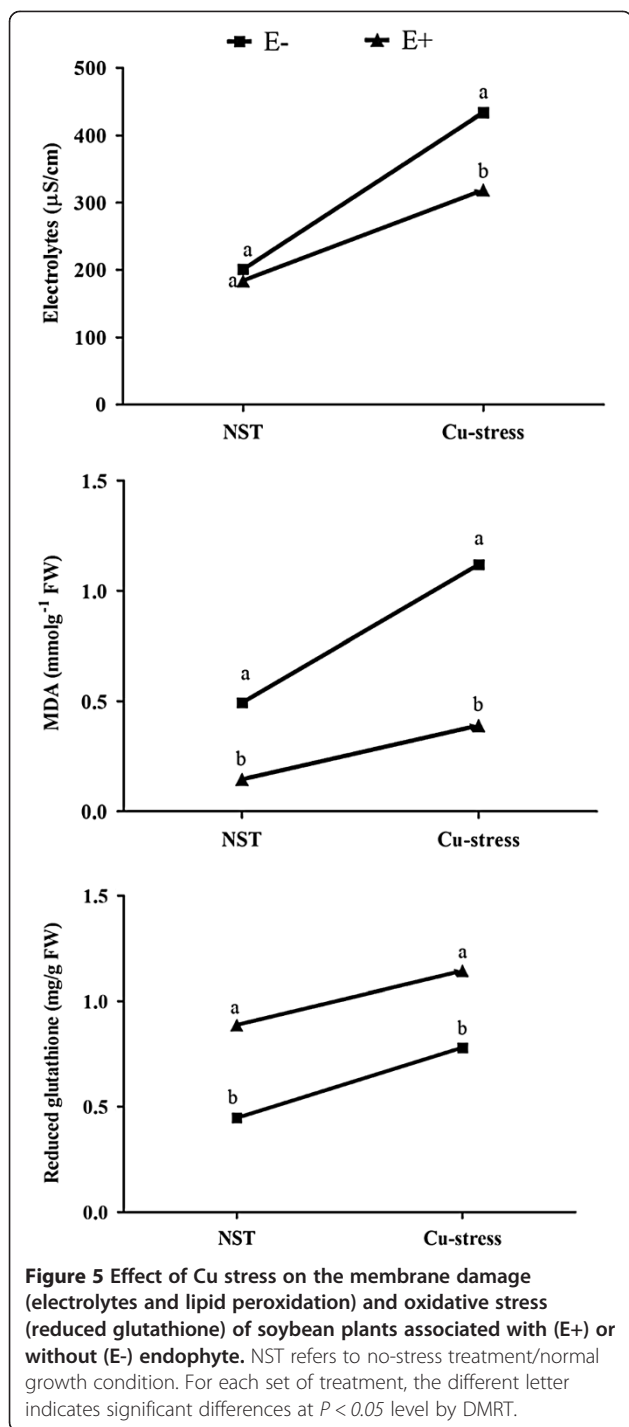 E- E+
Electrolytes (µS/cm)
500
400
300
200
100
0
a
b
a
a
NST Cu-stress
MDA (mmolg⁻¹ FW)
1.5
1.0
0.5
0.0
a
a
b
b
NST Cu-stress
Reduced glutathione (mg/g FW)
1.5
1.0
0.5
0.0
a
a
b
b
NST Cu-stress
Figure 5 Effect of Cu stress on the membrane damage
(electrolytes and lipid peroxidation) and oxidative stress
(reduced glutathione) of soybean plants associated with (E+) or
without (E-) endophyte. NST refers to no-stress treatment/normal
growth condition. For each set of treatment, the different letter
indicates significant differences at P < 0.05 level by DMRT.